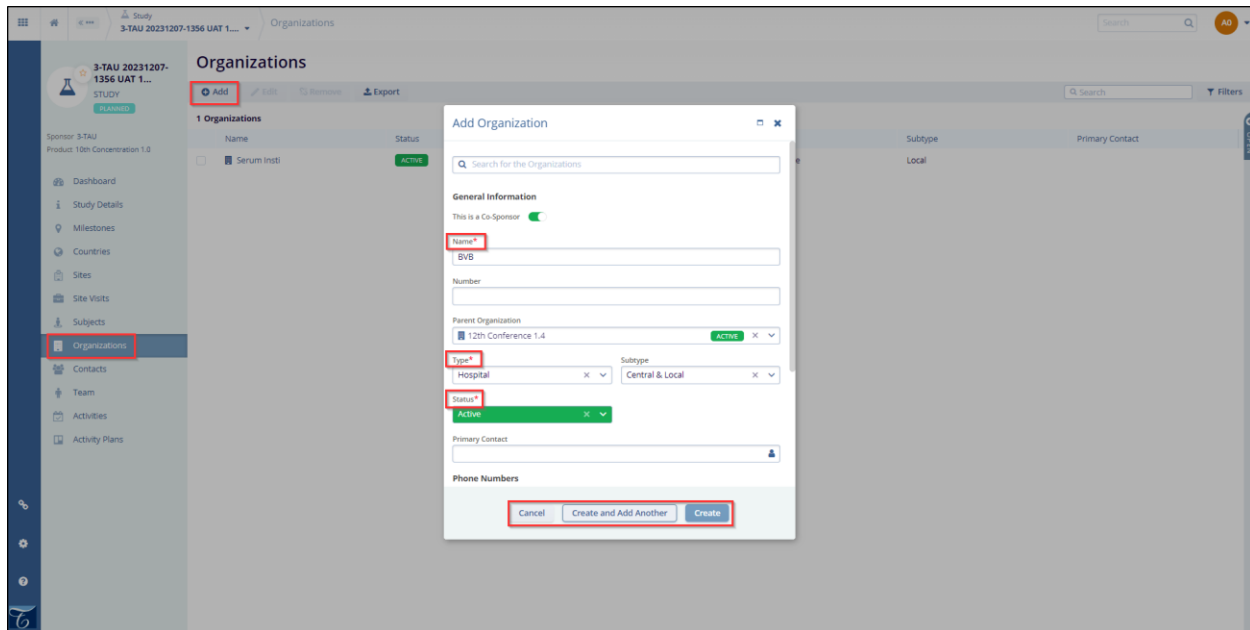 Study
3-TAU 20231207-1356 UAT 1....
Organizations
Search
AO
3-TAU 20231207-
1356 UAT 1...
STUDY
PLANNED
Sponsor: 3-TAU
Product: 10th Concentration 1.0
Dashboard
Study Details
Milestones
Countries
Sites
Site Visits
Subjects
Organizations
Contacts
Team
Activities
Activity Plans
Organizations
Add Edit Remove Export
Search
Filters
1 Organizations
Name Status Subtype Primary Contact
Serum Insti ACTIVE Local
Add Organization
Search for the Organizations
General Information
This is a Co-Sponsor
Name*
BVB
Number
Parent Organization
12th Conference 1.4 ACTIVE
Type* Subtype
Hospital Central & Local
Status*
Active
Primary Contact
Phone Numbers
Cancel Create and Add Another Create